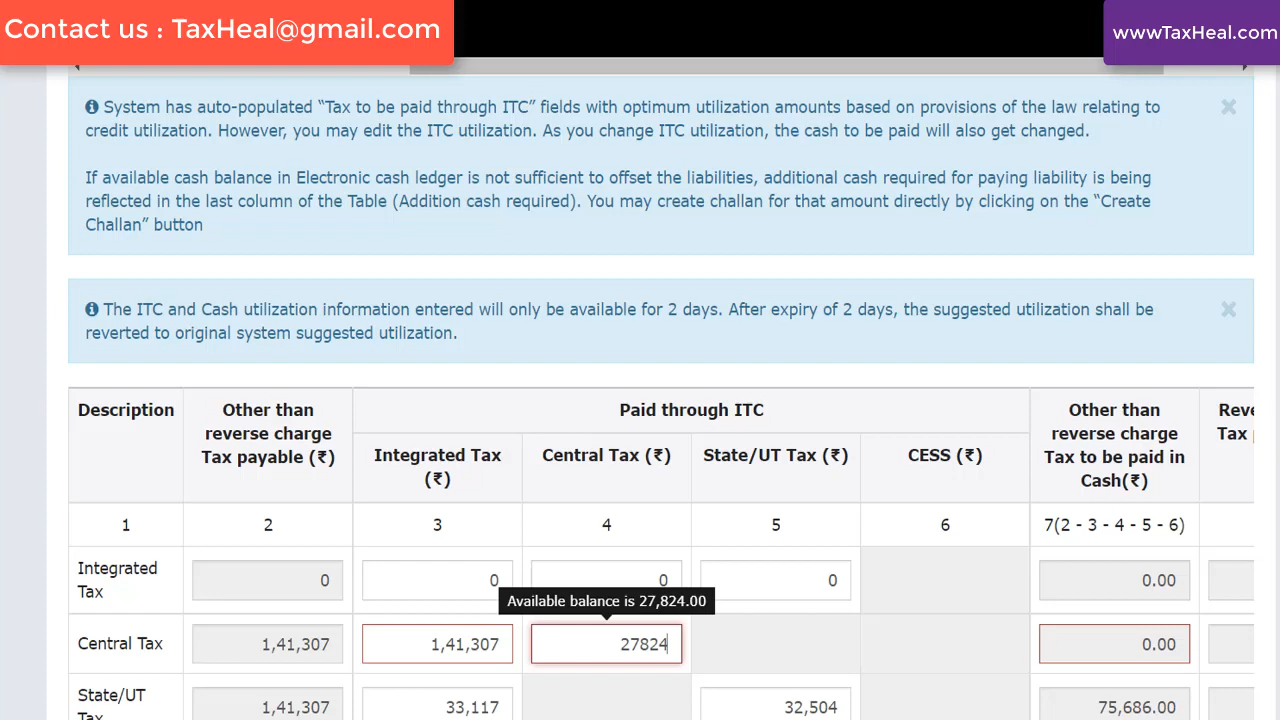 Contact us : TaxHeal@gmail.com
wwwTaxHeal.com
System has auto-populated “Tax to be paid through ITC” fields with optimum utilization amounts based on provisions of the law relating to
credit utilization. However, you may edit the ITC utilization. As you change ITC utilization, the cash to be paid will also get changed.
If available cash balance in Electronic cash ledger is not sufficient to offset the liabilities, additional cash required for paying liability is being
reflected in the last column of the Table (Addition cash required). You may create challan for that amount directly by clicking on the “Create
Challan” button
The ITC and Cash utilization information entered will only be available for 2 days. After expiry of 2 days, the suggested utilization shall be
reverted to original system suggested utilization.
Description
Other than
reverse charge
Tax payable (₹)
Paid through ITC
Integrated Tax
(₹)
Central Tax (₹)
State/UT Tax (₹)
CESS (₹)
Other than
reverse charge
Tax to be paid in
Cash(₹)
1 2 3 4 5 6 7(2 - 3 - 4 - 5 - 6)
Integrated
Tax
0 0 0 0 0.00
Available balance is 27,824.00
Central Tax 1,41,307 1,41,307 27824 0.00
State/UT
1,41,307 33,117 32,504 75,686.00